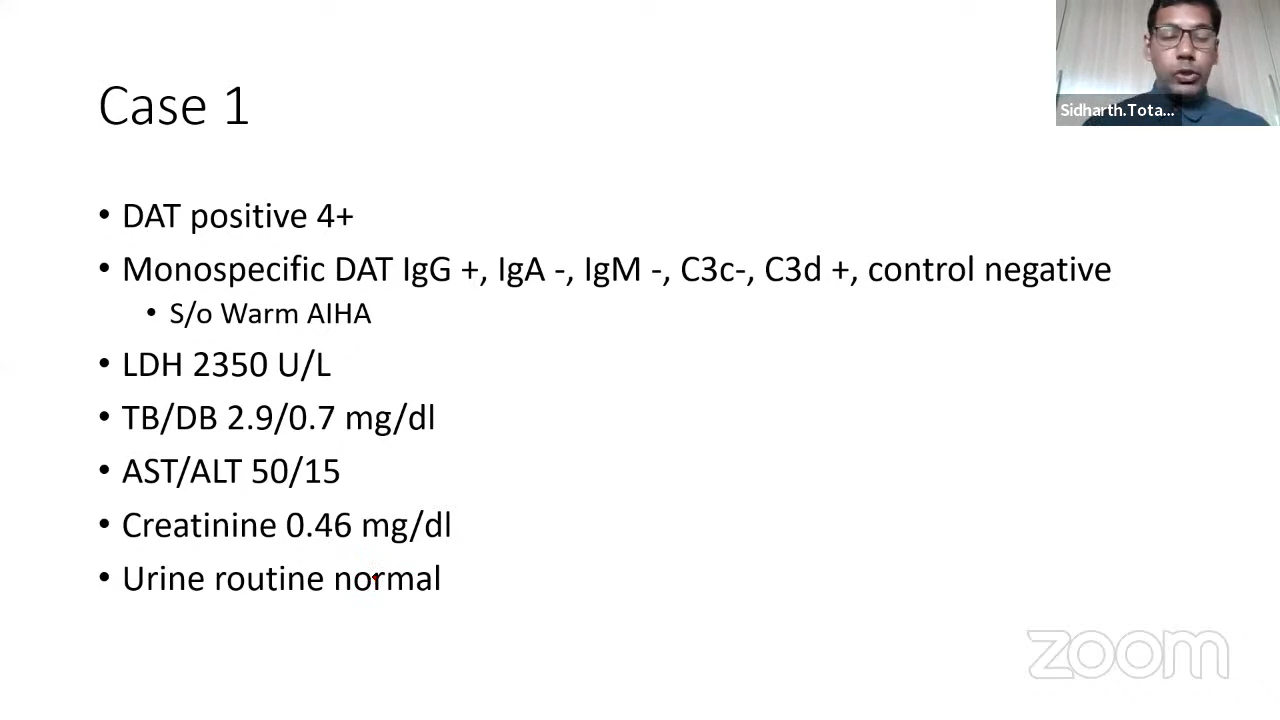 Case 1
Sidharth.Tota...
• DAT positive 4+
• Monospecific DAT IgG +, IgA -, IgM -, C3c-, C3d +, control negative
• S/o Warm AIHA
• LDH 2350 U/L
• TB/DB 2.9/0.7 mg/dl
• AST/ALT 50/15
• Creatinine 0.46 mg/dl
• Urine routine normal
zoom